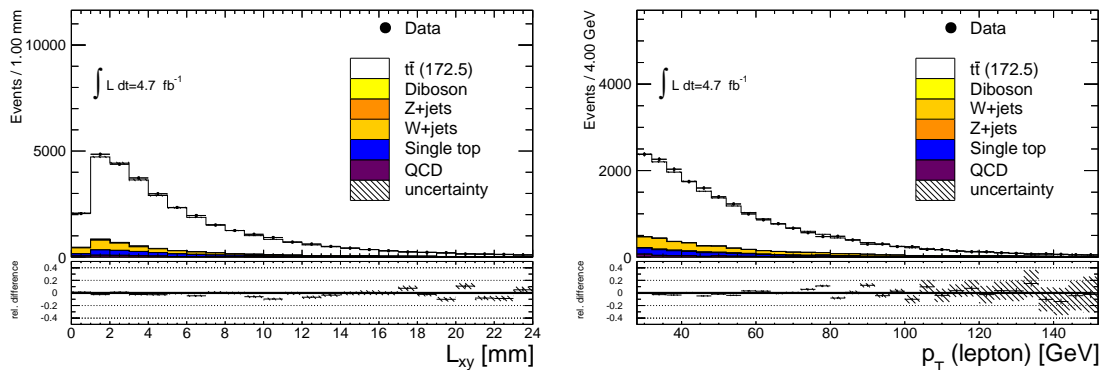 Events / 1.00 mm
10000
5000
0
∫ L dt=4.7 fb⁻¹
Data
tt̄ (172.5)
Diboson
Z+jets
W+jets
Single top
QCD
uncertainty
rel. difference
0.4
0.2
0
-0.2
-0.4
0 2 4 6 8 10 12 14 16 18 20 22 24
L_xy [mm]
Events / 4.00 GeV
4000
2000
0
∫ L dt=4.7 fb⁻¹
Data
tt̄ (172.5)
Diboson
W+jets
Z+jets
Single top
QCD
uncertainty
rel. difference
0.4
0.2
0
-0.2
-0.4
40 60 80 100 120 140
p_T (lepton) [GeV]